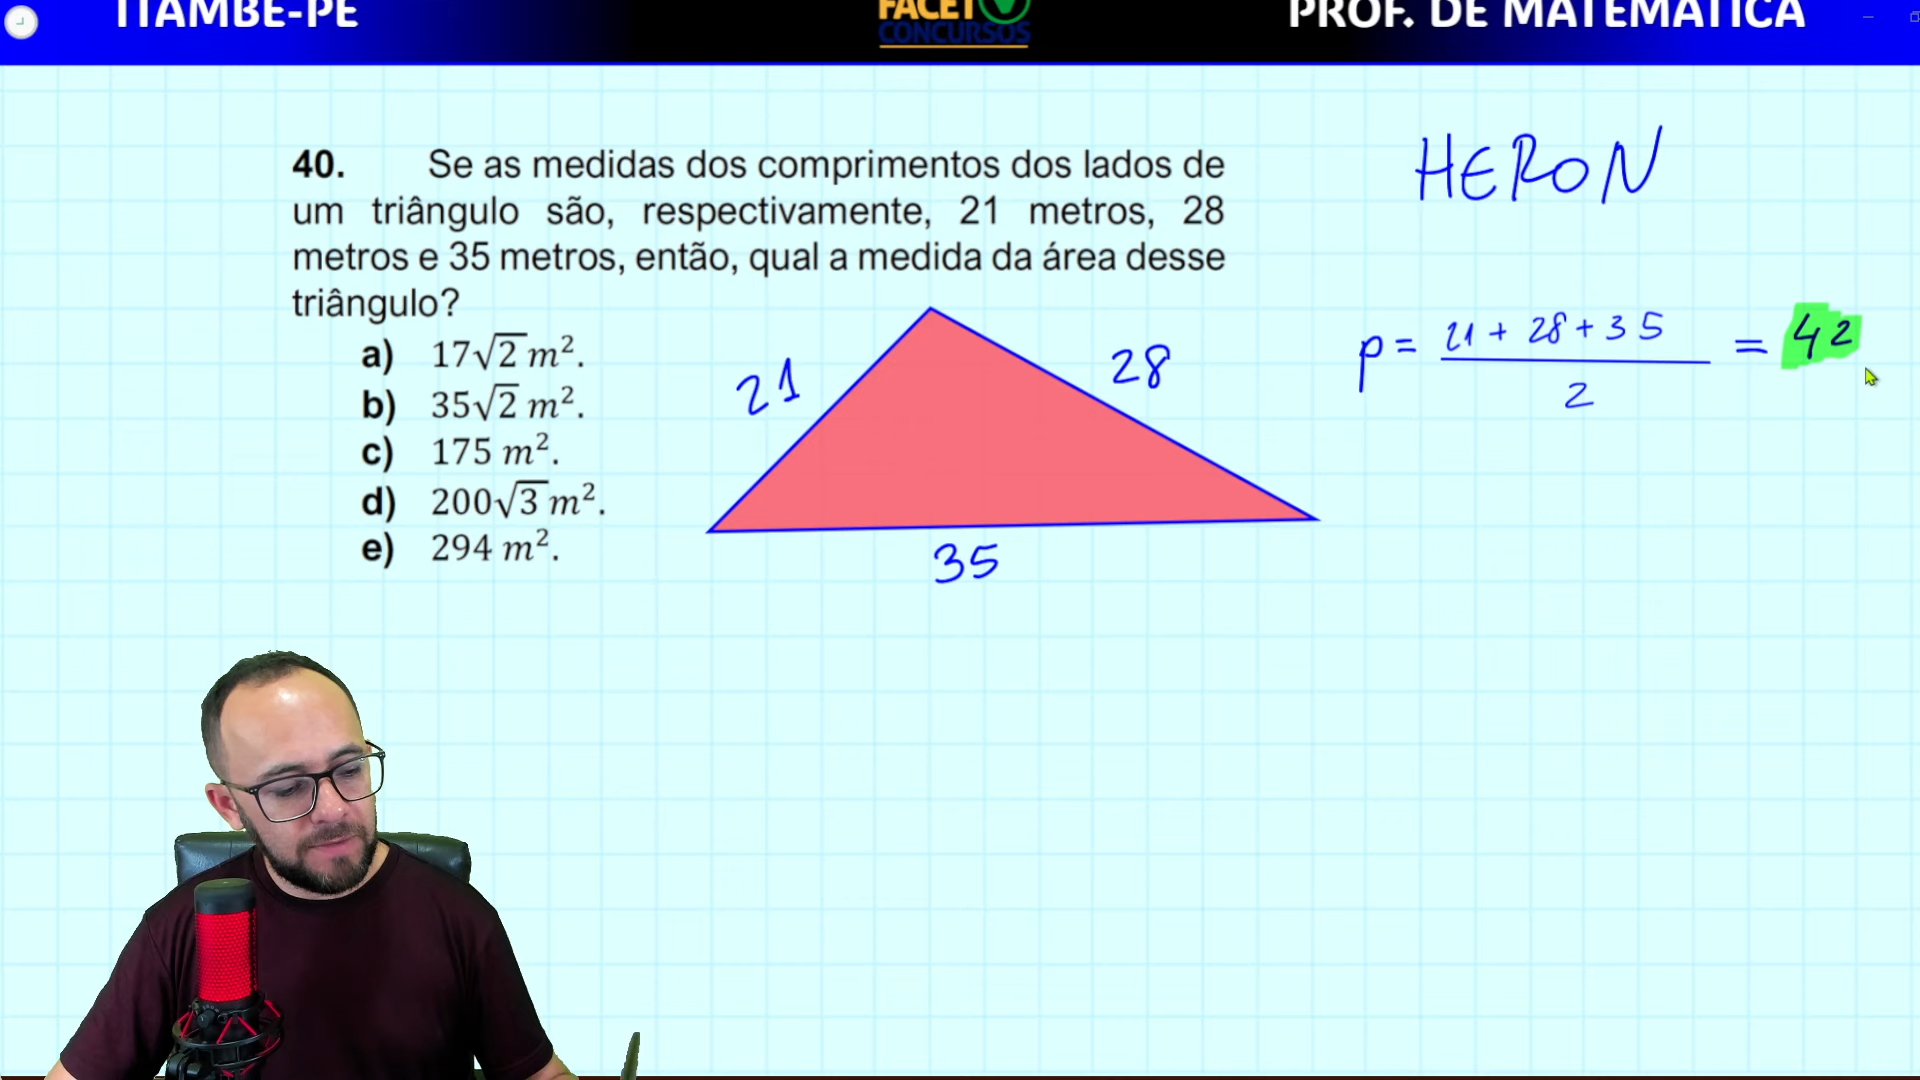 ITAMBÉ-PE
FACET
CONCURSOS
PROF. DE MATEMÁTICA
40. Se as medidas dos comprimentos dos lados de
um triângulo são, respectivamente, 21 metros, 28
metros e 35 metros, então, qual a medida da área desse
triângulo?
a) 17√2 m².
b) 35√2 m².
c) 175 m².
d) 200√3 m².
e) 294 m².
21
28
35
HERON
p = 21 + 28 + 35 / 2 = 42